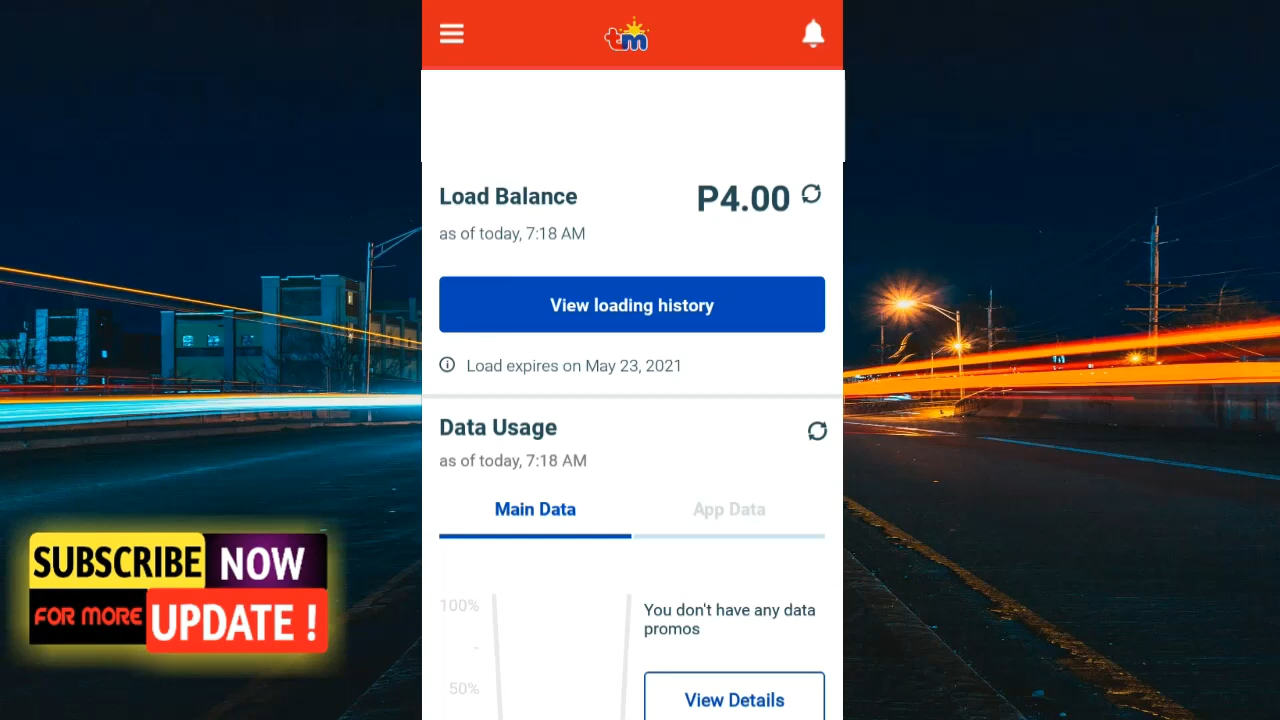 tm
Load Balance
P4.00
as of today, 7:18 AM
View loading history
Load expires on May 23, 2021
Data Usage
as of today, 7:18 AM
Main Data
App Data
100%
You don't have any data
promos
-
50%
View Details
SUBSCRIBE NOW
FOR MORE UPDATE !